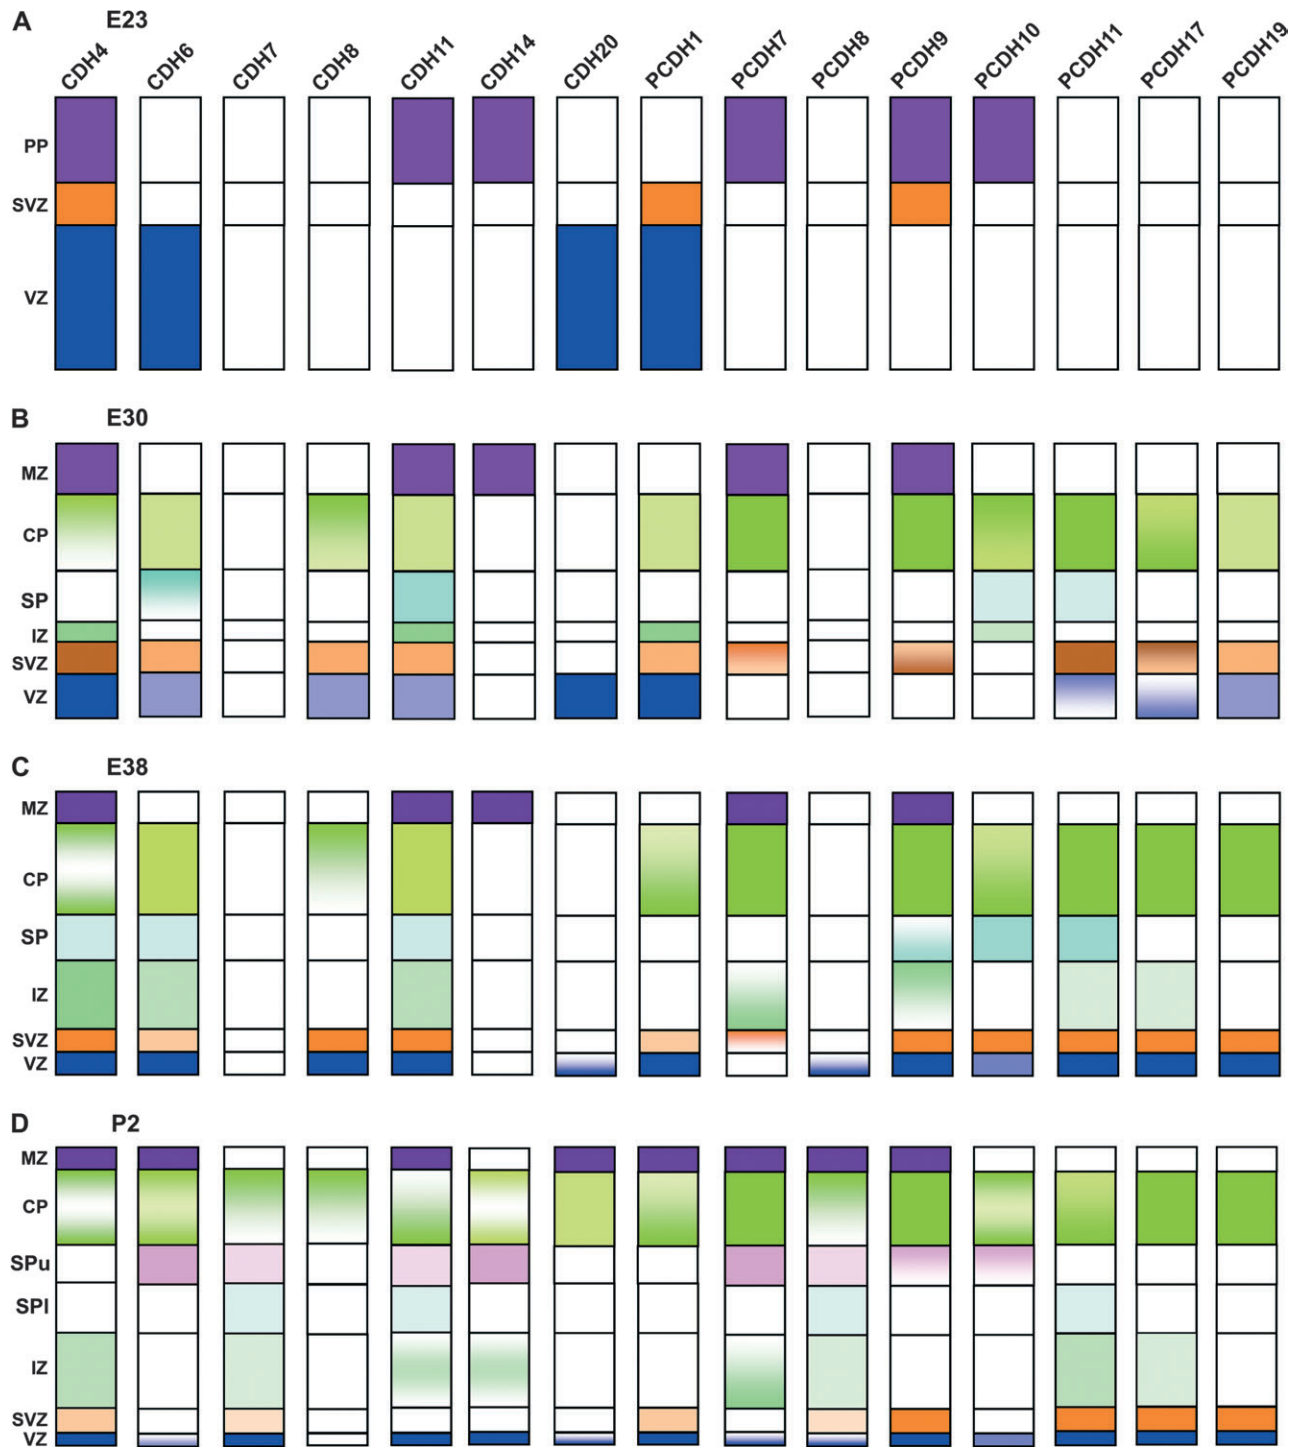 A E23
CDH4 CDH6 CDH7 CDH8 CDH11 CDH14 CDH20 PCDH1 PCDH7 PCDH8 PCDH9 PCDH10 PCDH11 PCDH17 PCDH19
PP
SVZ
VZ
B E30
MZ
CP
SP
IZ
SVZ
VZ
C E38
MZ
CP
SP
IZ
SVZ
VZ
D P2
MZ
CP
SPu
SPl
IZ
SVZ
VZ